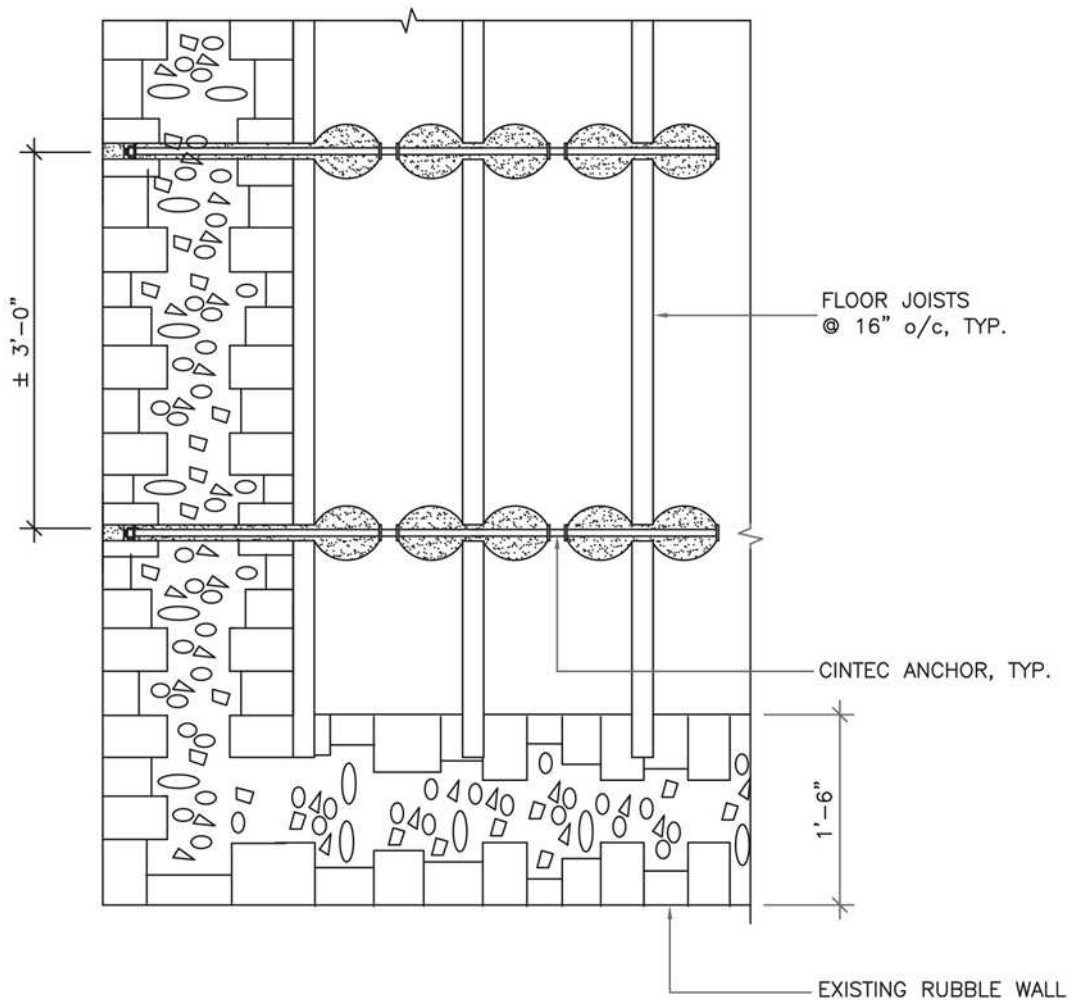 ± 3'-0"
FLOOR JOISTS
@ 16" o/c, TYP.
CINTEC ANCHOR, TYP.
1'-6"
EXISTING RUBBLE WALL